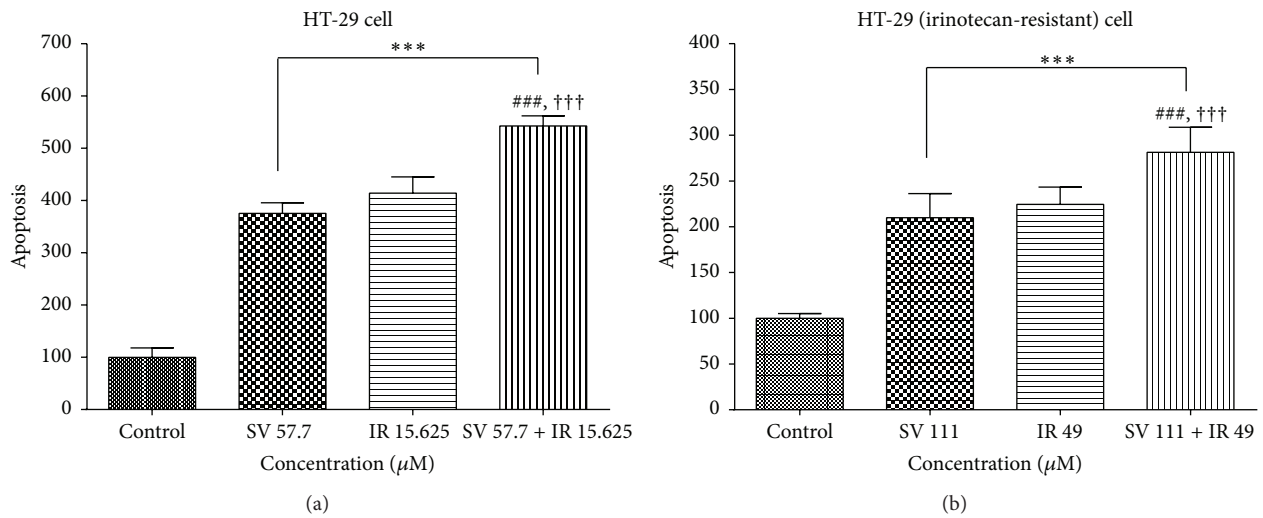 HT-29 cell
700
600
500
400
300
200
100
0
Apoptosis
***
###, †††
Control
SV 57.7
IR 15.625
SV 57.7 + IR 15.625
Concentration (μM)
(a)
HT-29 (irinotecan-resistant) cell
400
350
300
250
200
150
100
50
0
Apoptosis
***
###, †††
Control
SV 111
IR 49
SV 111 + IR 49
Concentration (μM)
(b)